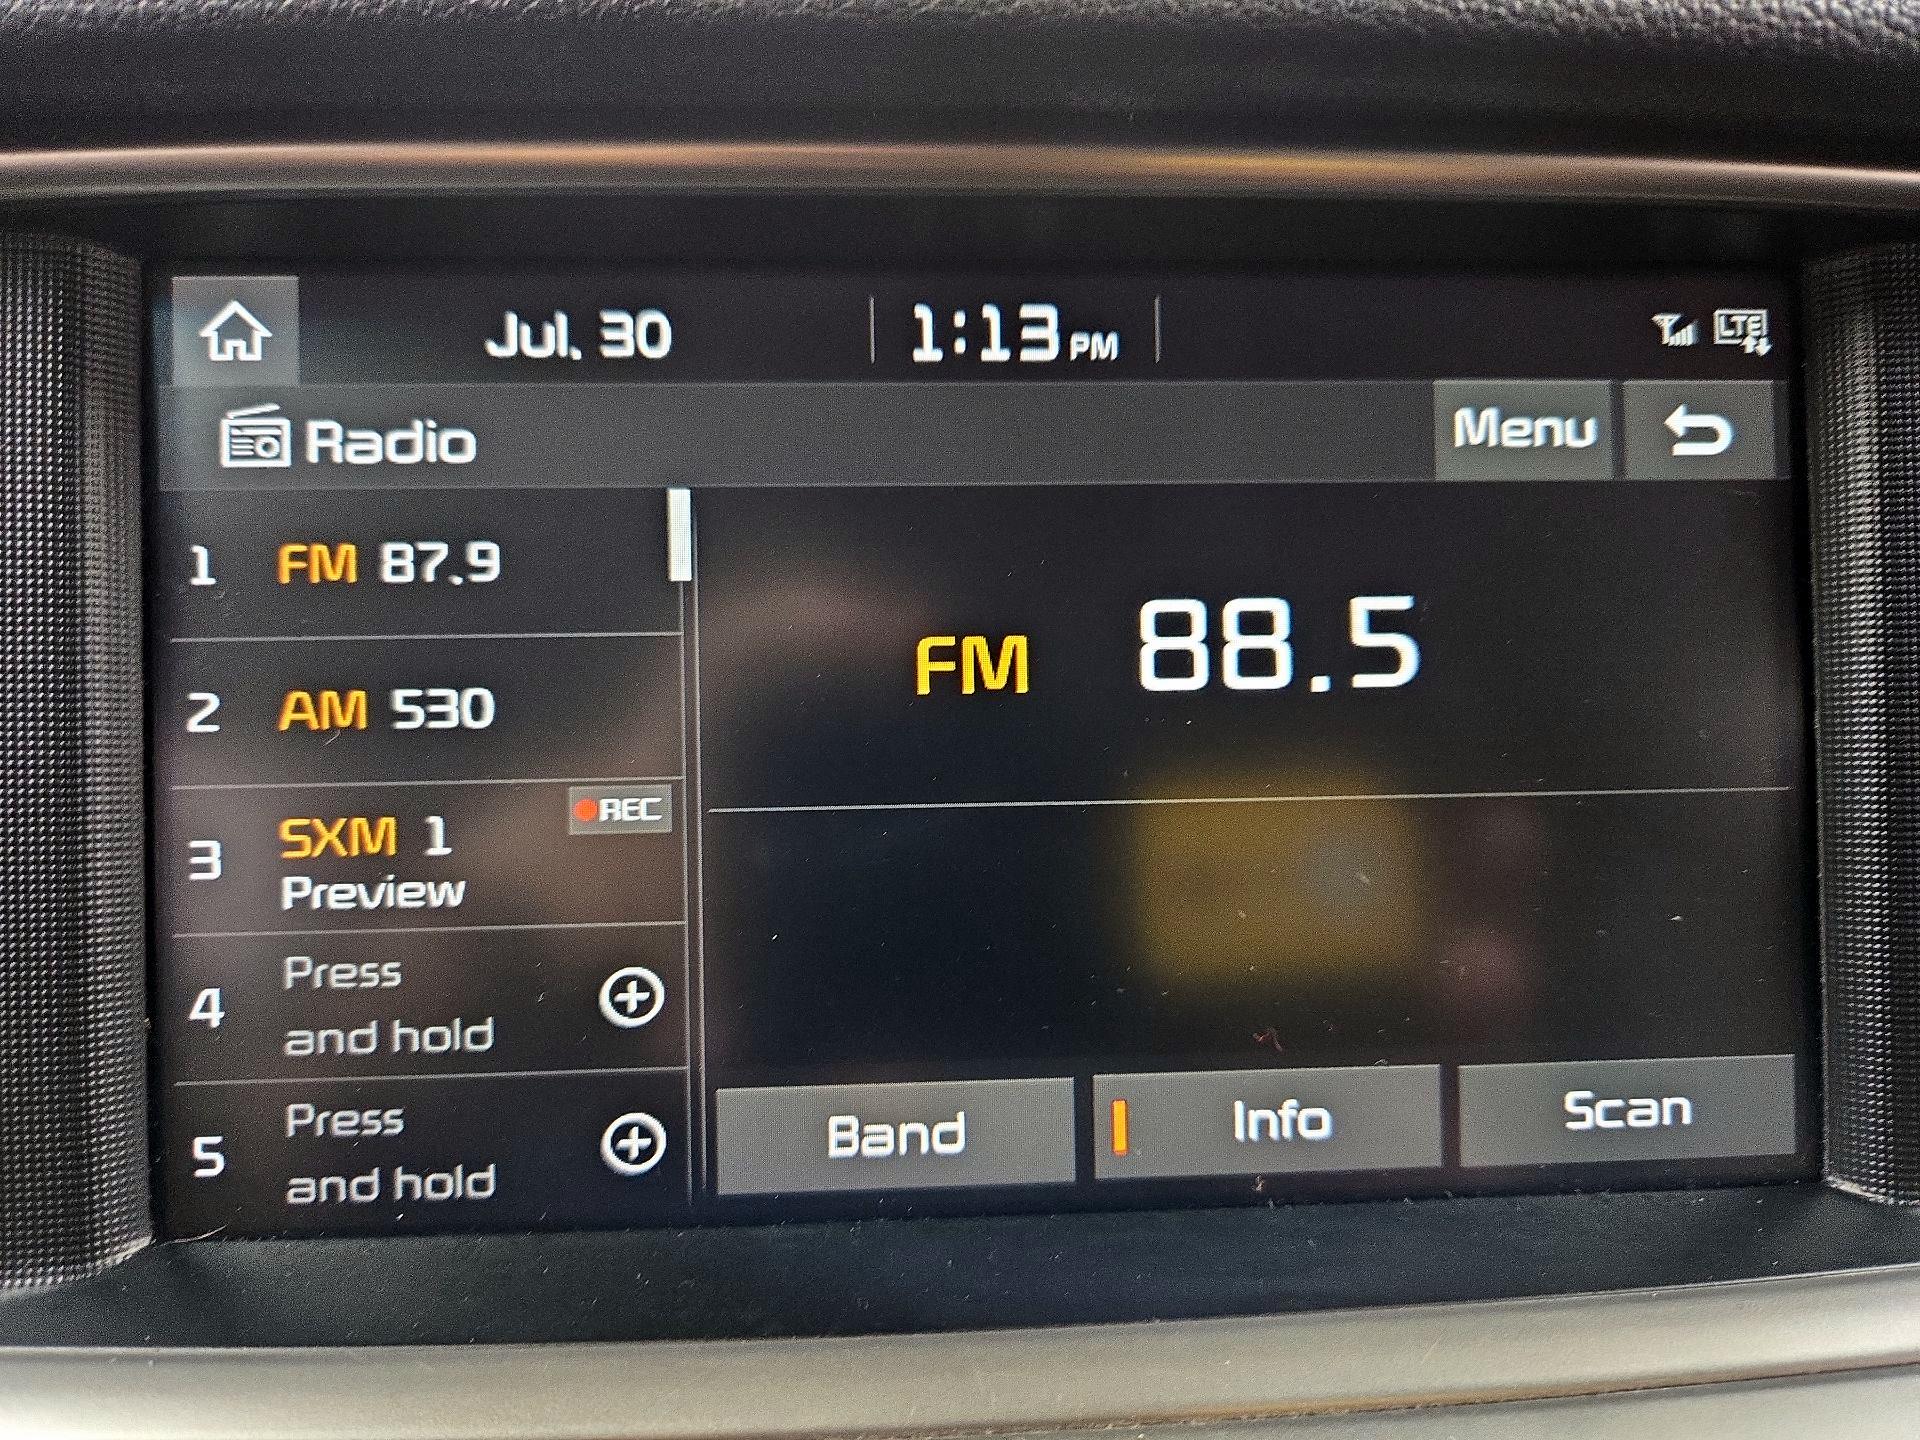 Jul. 30 1:13 PM LTE
Radio Menu
1 FM 87.9
2 AM 530
3 SXM 1 REC
Preview
4 Press
and hold
5 Press
and hold
FM 88.5
Band Info Scan